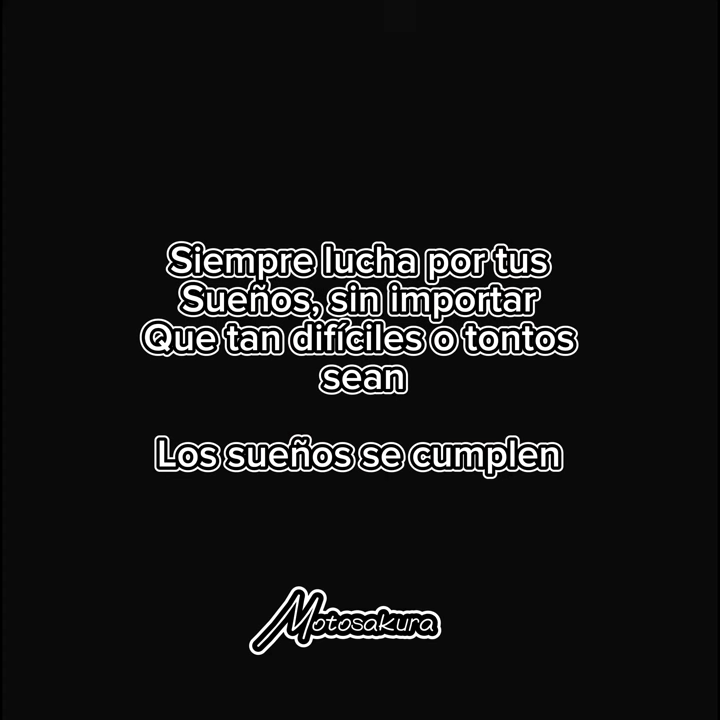 Siempre lucha por tus
Sueños, sin importar
Que tan difíciles o tontos
sean
Los sueños se cumplen
Motosakura